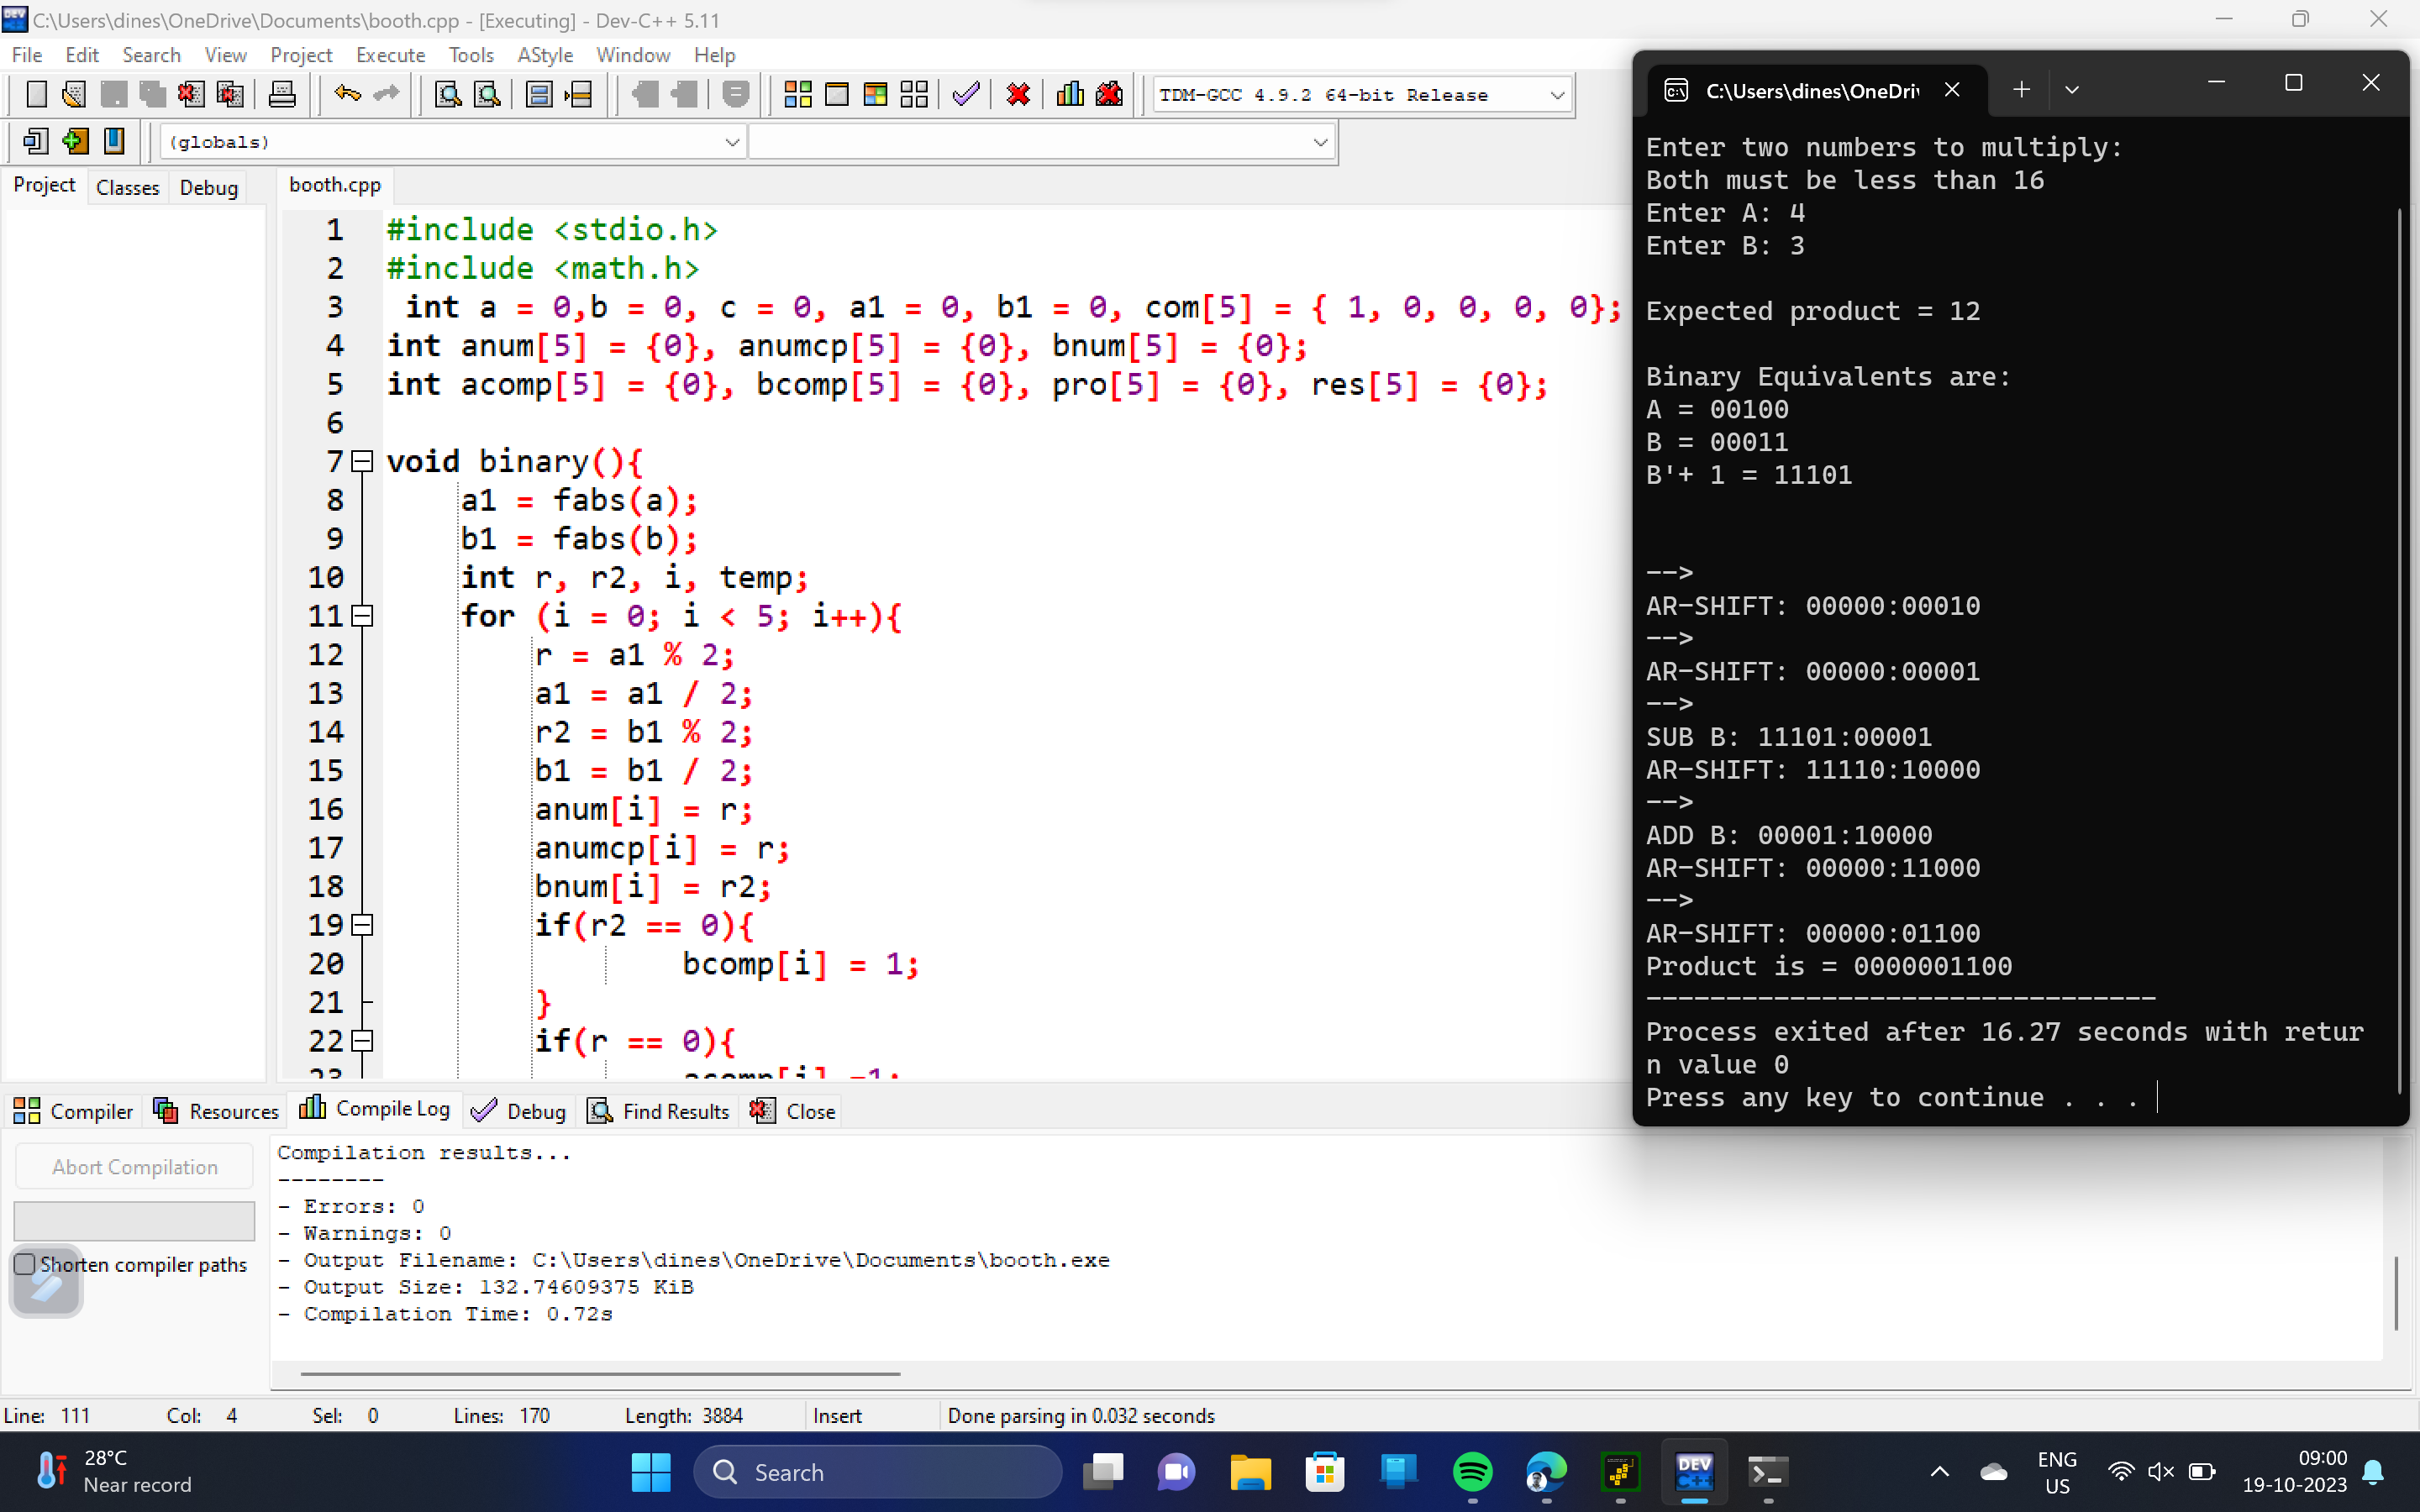 C:\Users\dines\OneDrive\Documents\booth.cpp - [Executing] - Dev-C++ 5.11
File Edit Search View Project Execute Tools AStyle Window Help
TDM-GCC 4.9.2 64-bit Release
(globals)
Project Classes Debug
booth.cpp
1 #include <stdio.h>
2 #include <math.h>
3 int a = 0,b = 0, c = 0, a1 = 0, b1 = 0, com[5] = { 1, 0, 0, 0, 0};
4 int anum[5] = {0}, anumcp[5] = {0}, bnum[5] = {0};
5 int acomp[5] = {0}, bcomp[5] = {0}, pro[5] = {0}, res[5] = {0};
6
7 void binary(){
8 a1 = fabs(a);
9 b1 = fabs(b);
10 int r, r2, i, temp;
11 for (i = 0; i < 5; i++){
12 r = a1 % 2;
13 a1 = a1 / 2;
14 r2 = b1 % 2;
15 b1 = b1 / 2;
16 anum[i] = r;
17 anumcp[i] = r;
18 bnum[i] = r2;
19 if(r2 == 0){
20 bcomp[i] = 1;
21 }
22 if(r == 0){
23 acomp[i] =1;
C:\Users\dines\OneDri
Enter two numbers to multiply:
Both must be less than 16
Enter A: 4
Enter B: 3
Expected product = 12
Binary Equivalents are:
A = 00100
B = 00011
B'+ 1 = 11101
-->
AR-SHIFT: 00000:00010
-->
AR-SHIFT: 00000:00001
-->
SUB B: 11101:00001
AR-SHIFT: 11110:10000
-->
ADD B: 00001:10000
AR-SHIFT: 00000:11000
-->
AR-SHIFT: 00000:01100
Product is = 0000001100
--------------------------------
Process exited after 16.27 seconds with retur
n value 0
Press any key to continue . . .
Compiler Resources Compile Log Debug Find Results Close
Abort Compilation
Shorten compiler paths
Compilation results...
--------
- Errors: 0
- Warnings: 0
- Output Filename: C:\Users\dines\OneDrive\Documents\booth.exe
- Output Size: 132.74609375 KiB
- Compilation Time: 0.72s
Line: 111 Col: 4 Sel: 0 Lines: 170 Length: 3884 Insert Done parsing in 0.032 seconds
28°C
Near record
Search
DEV
C++
ENG
US
09:00
19-10-2023